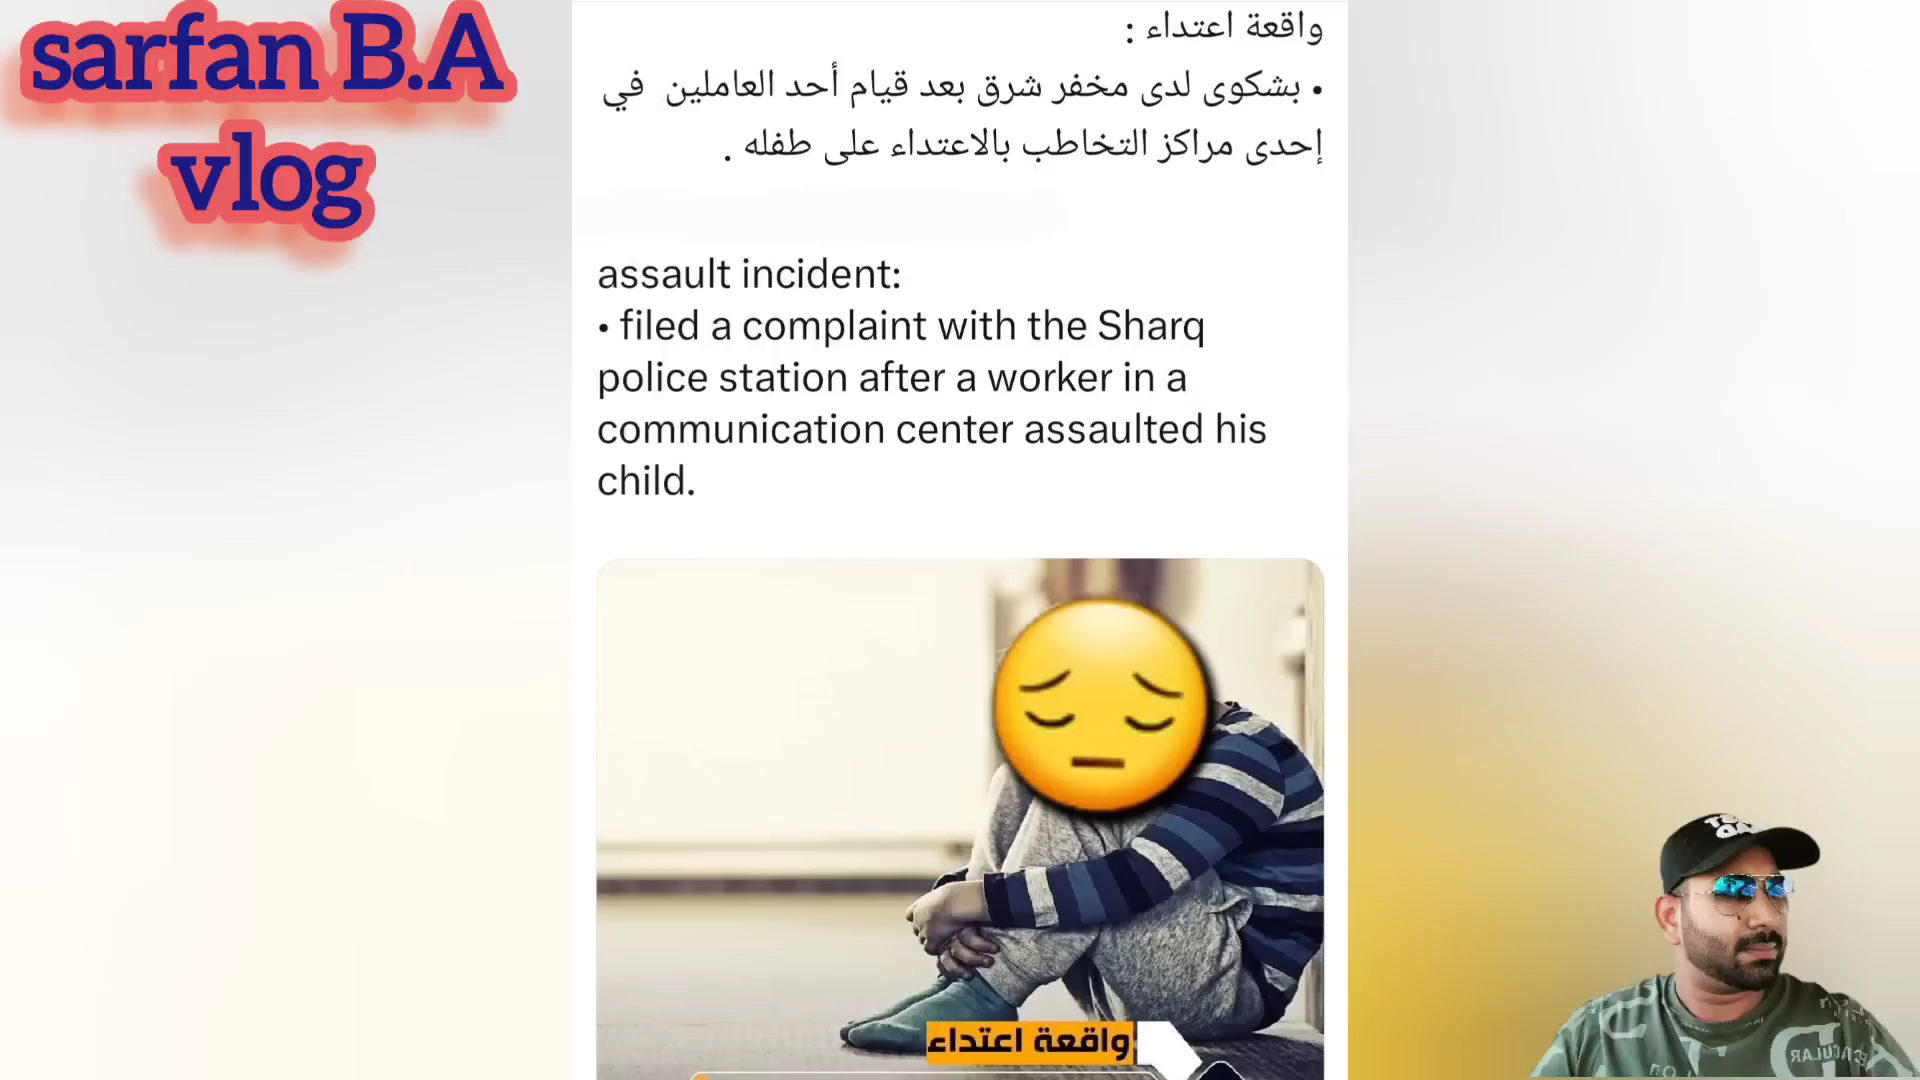 sarfan B.A
vlog
واقعة اعتداء :
• بشكوى لدى مخفر شرق بعد قيام أحد العاملين في
إحدى مراكز التخاطب بالاعتداء على طفله .
assault incident:
• filed a complaint with the Sharq
police station after a worker in a
communication center assaulted his
child.
واقعة اعتداء